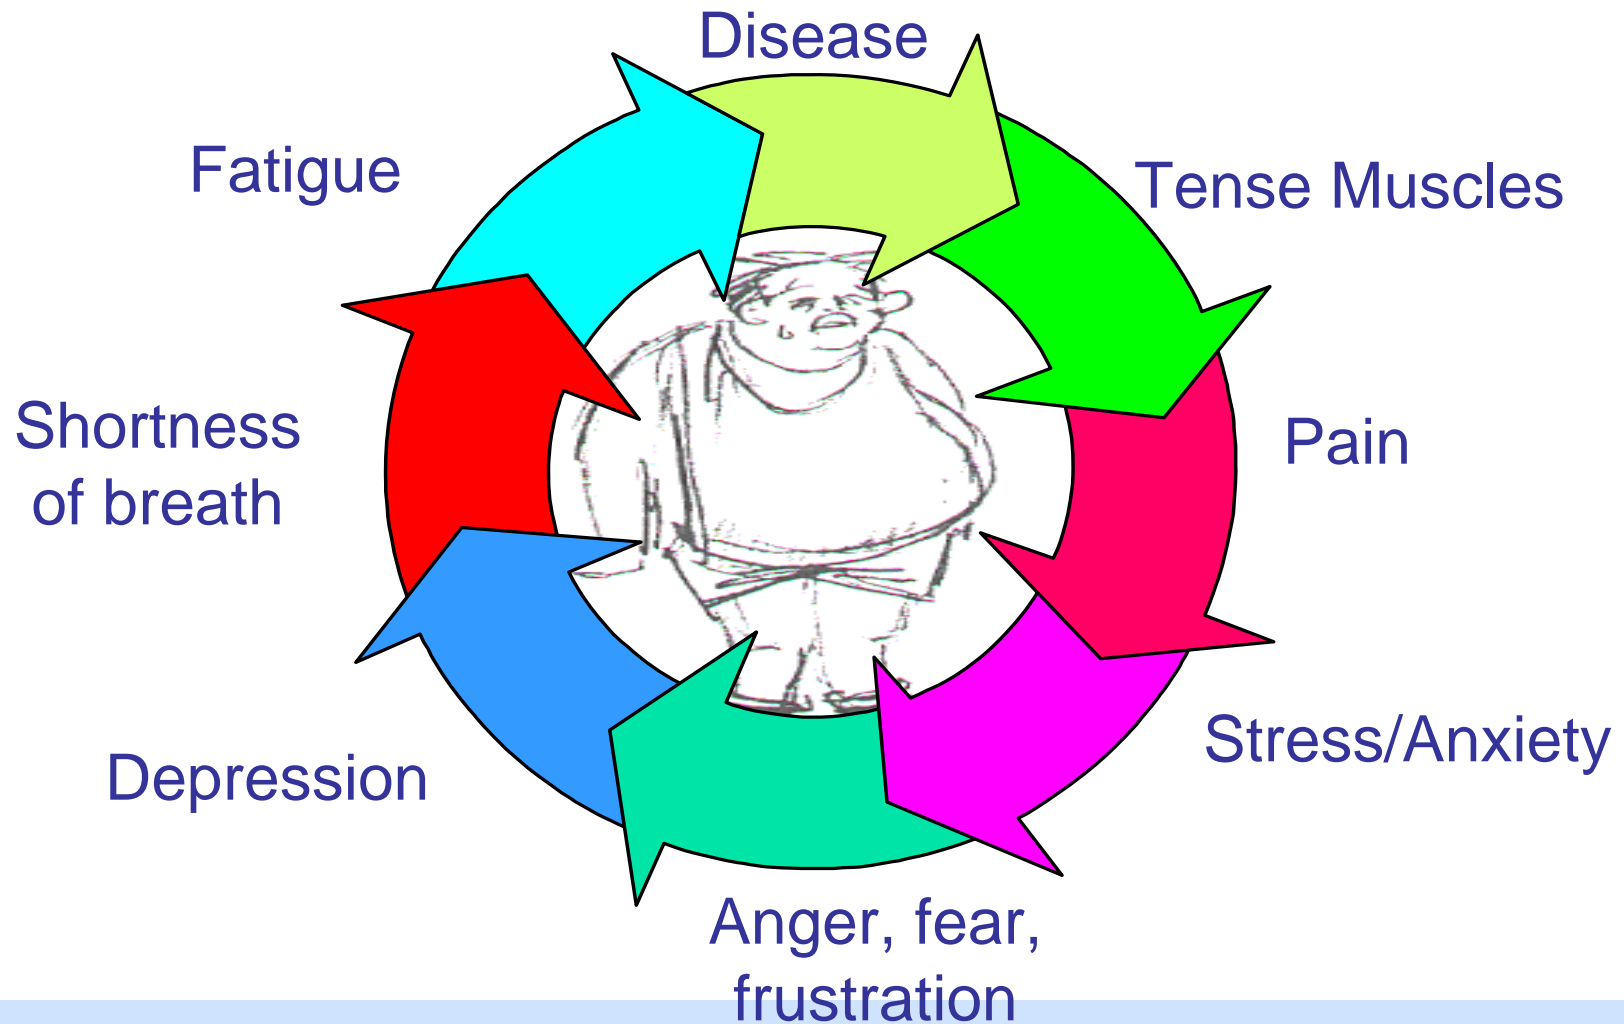 Disease
Tense Muscles
Pain
Stress/Anxiety
Anger, fear,
frustration
Depression
Shortness
of breath
Fatigue